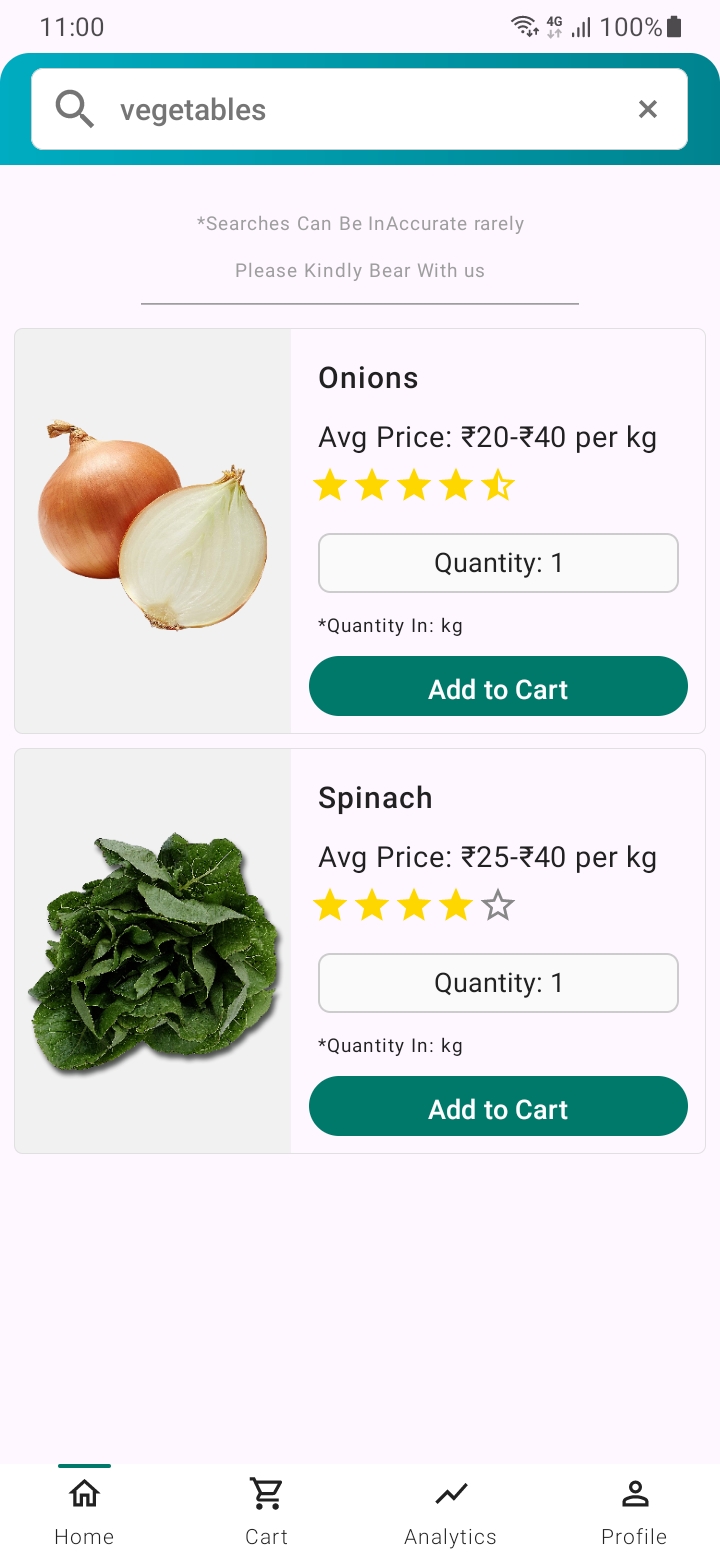 11:00 4G 100%
vegetables
*Searches Can Be InAccurate rarely
Please Kindly Bear With us
Onions
Avg Price: ₹20-₹40 per kg
Quantity: 1
*Quantity In: kg
Add to Cart
Spinach
Avg Price: ₹25-₹40 per kg
Quantity: 1
*Quantity In: kg
Add to Cart
Home Cart Analytics Profile